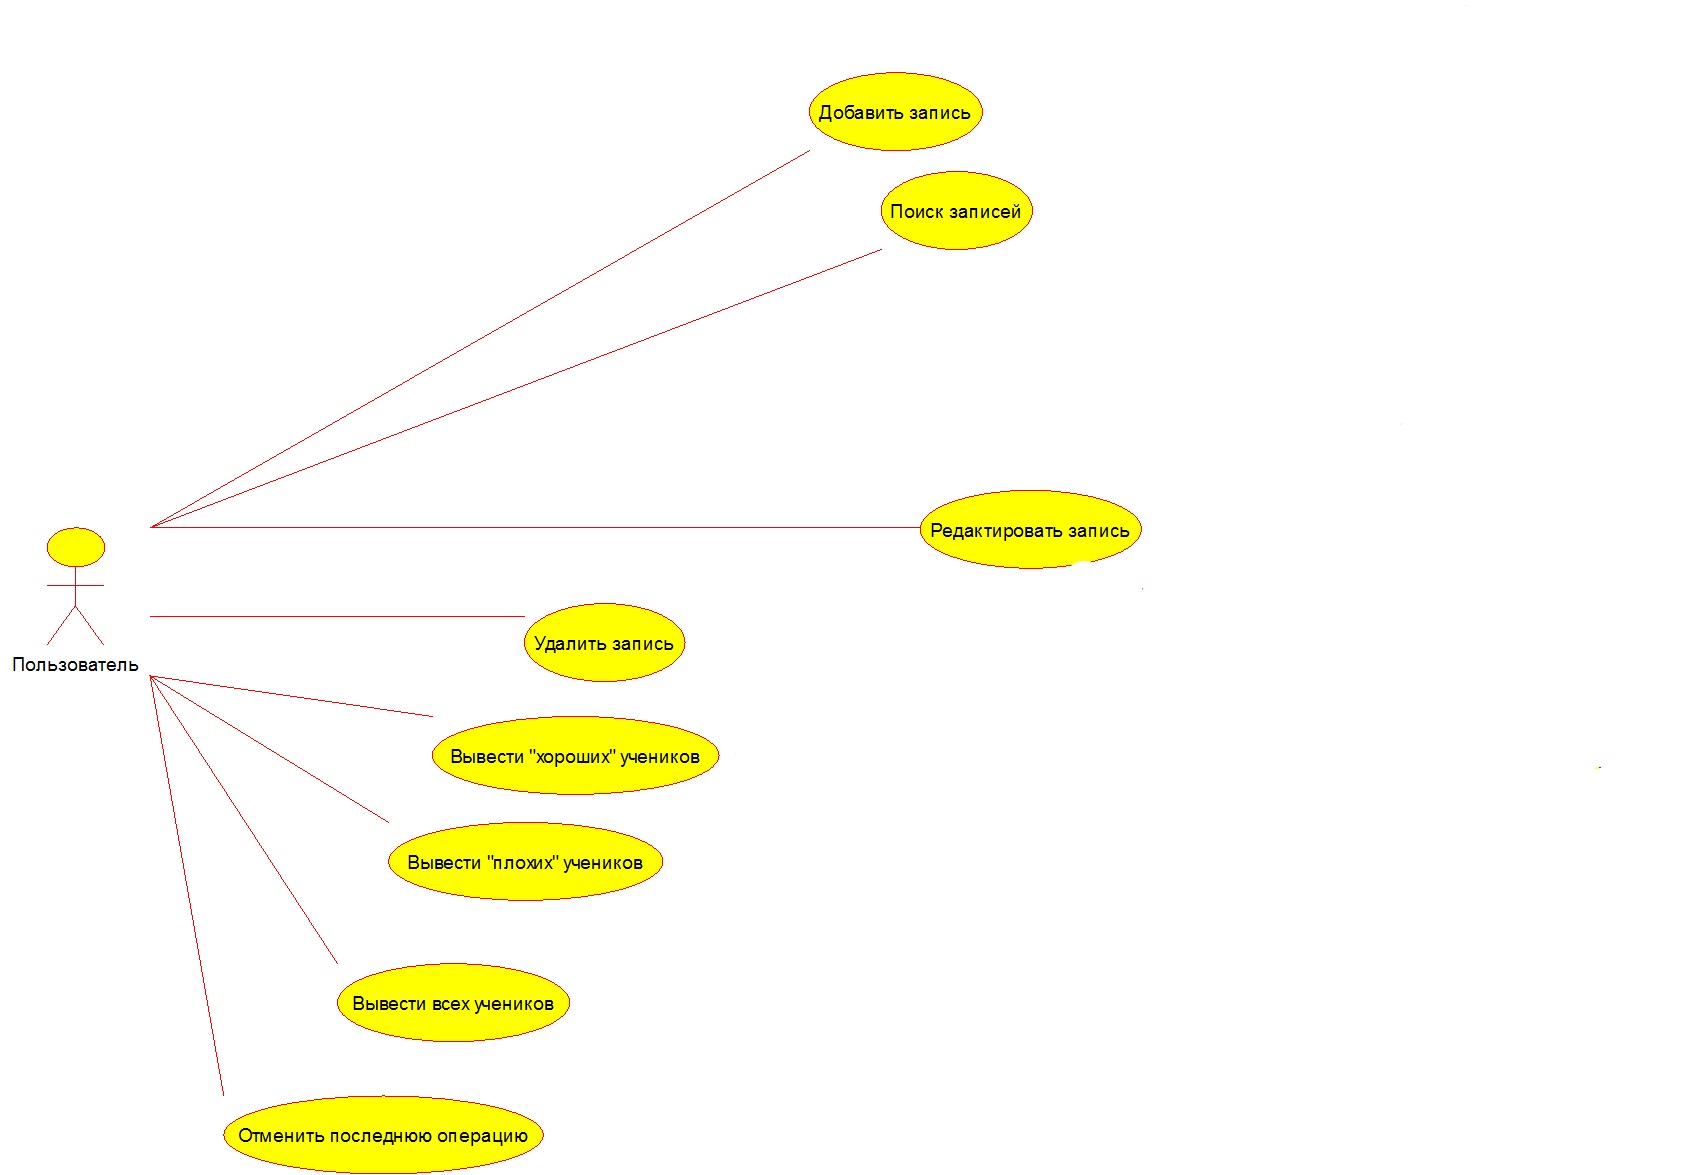 Добавить запись
Поиск записей
Редактировать запись
Удалить запись
Пользователь
Вывести "хороших" учеников
Вывести "плохих" учеников
Вывести всех учеников
Отменить последнюю операцию